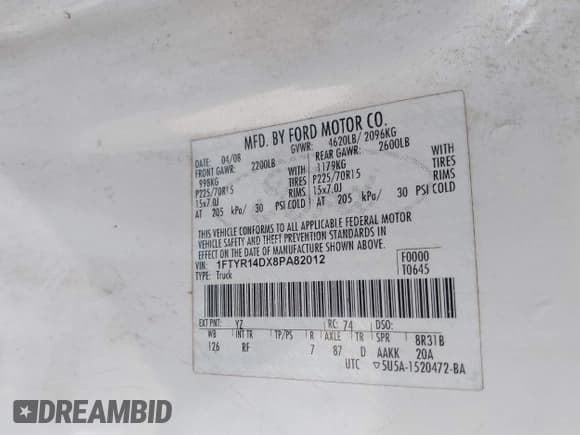 MFD. BY FORD MOTOR CO.
DATE: 04/08 GVWR: 4620LB/ 2096KG
FRONT GAWR: 2200LB REAR GAWR: 2600LB
998KG WITH 1179KG WITH
P225/70R15 TIRES P225/70R15 TIRES
15x7.0J RIMS 15x7.0J RIMS
AT 205 kPa/ 30 PSI COLD AT 205 kPa/ 30 PSI COLD
THIS VEHICLE CONFORMS TO ALL APPLICABLE FEDERAL MOTOR
VEHICLE SAFETY AND THEFT PREVENTION STANDARDS IN
EFFECT ON THE DATE OF MANUFACTURE SHOWN ABOVE.
VIN: 1FTYR14DX8PA82012 F0000
TYPE: Truck T0645
EXT PNT: YZ RC: 74 DSO:
WB INT TR TP/PS R AXLE TR SPR 8R31B
126 RF 7 87 D AAKK 20A
UTC ▽5U5A-1520472-BA
DREAMBID